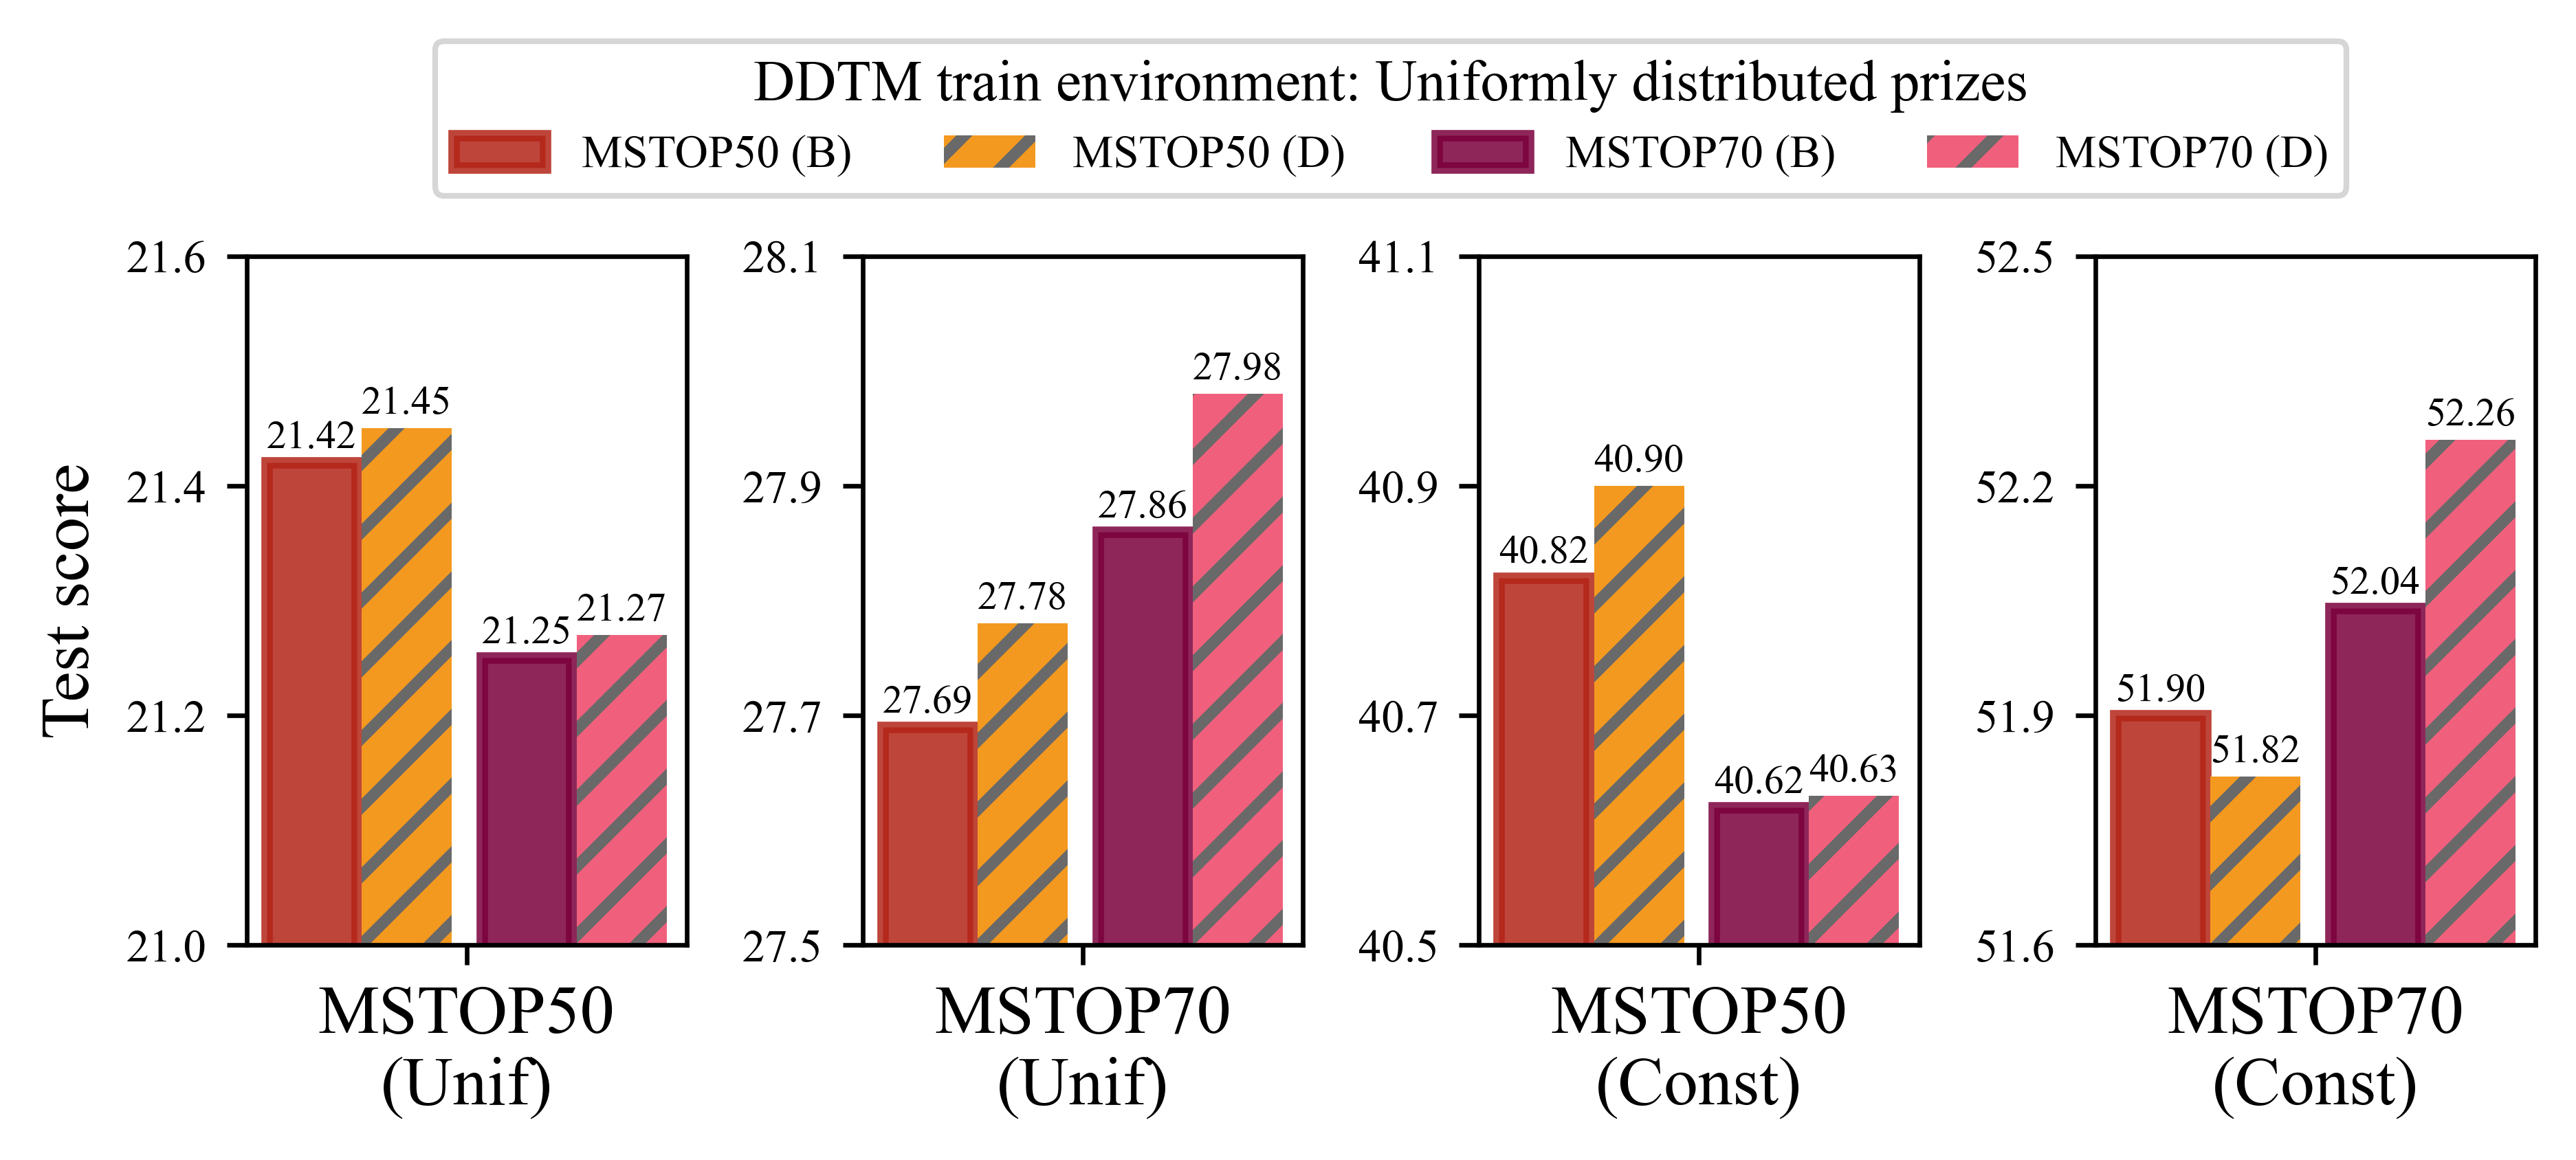 DDTM train environment: Uniformly distributed prizes
MSTOP50 (B) MSTOP50 (D) MSTOP70 (B) MSTOP70 (D)
Test score
21.6
21.4
21.2
21.0
21.42
21.45
21.25
21.27
MSTOP50
(Unif)
28.1
27.9
27.7
27.5
27.69
27.78
27.86
27.98
MSTOP70
(Unif)
41.1
40.9
40.7
40.5
40.82
40.90
40.62
40.63
MSTOP50
(Const)
52.5
52.2
51.9
51.6
51.90
51.82
52.04
52.26
MSTOP70
(Const)